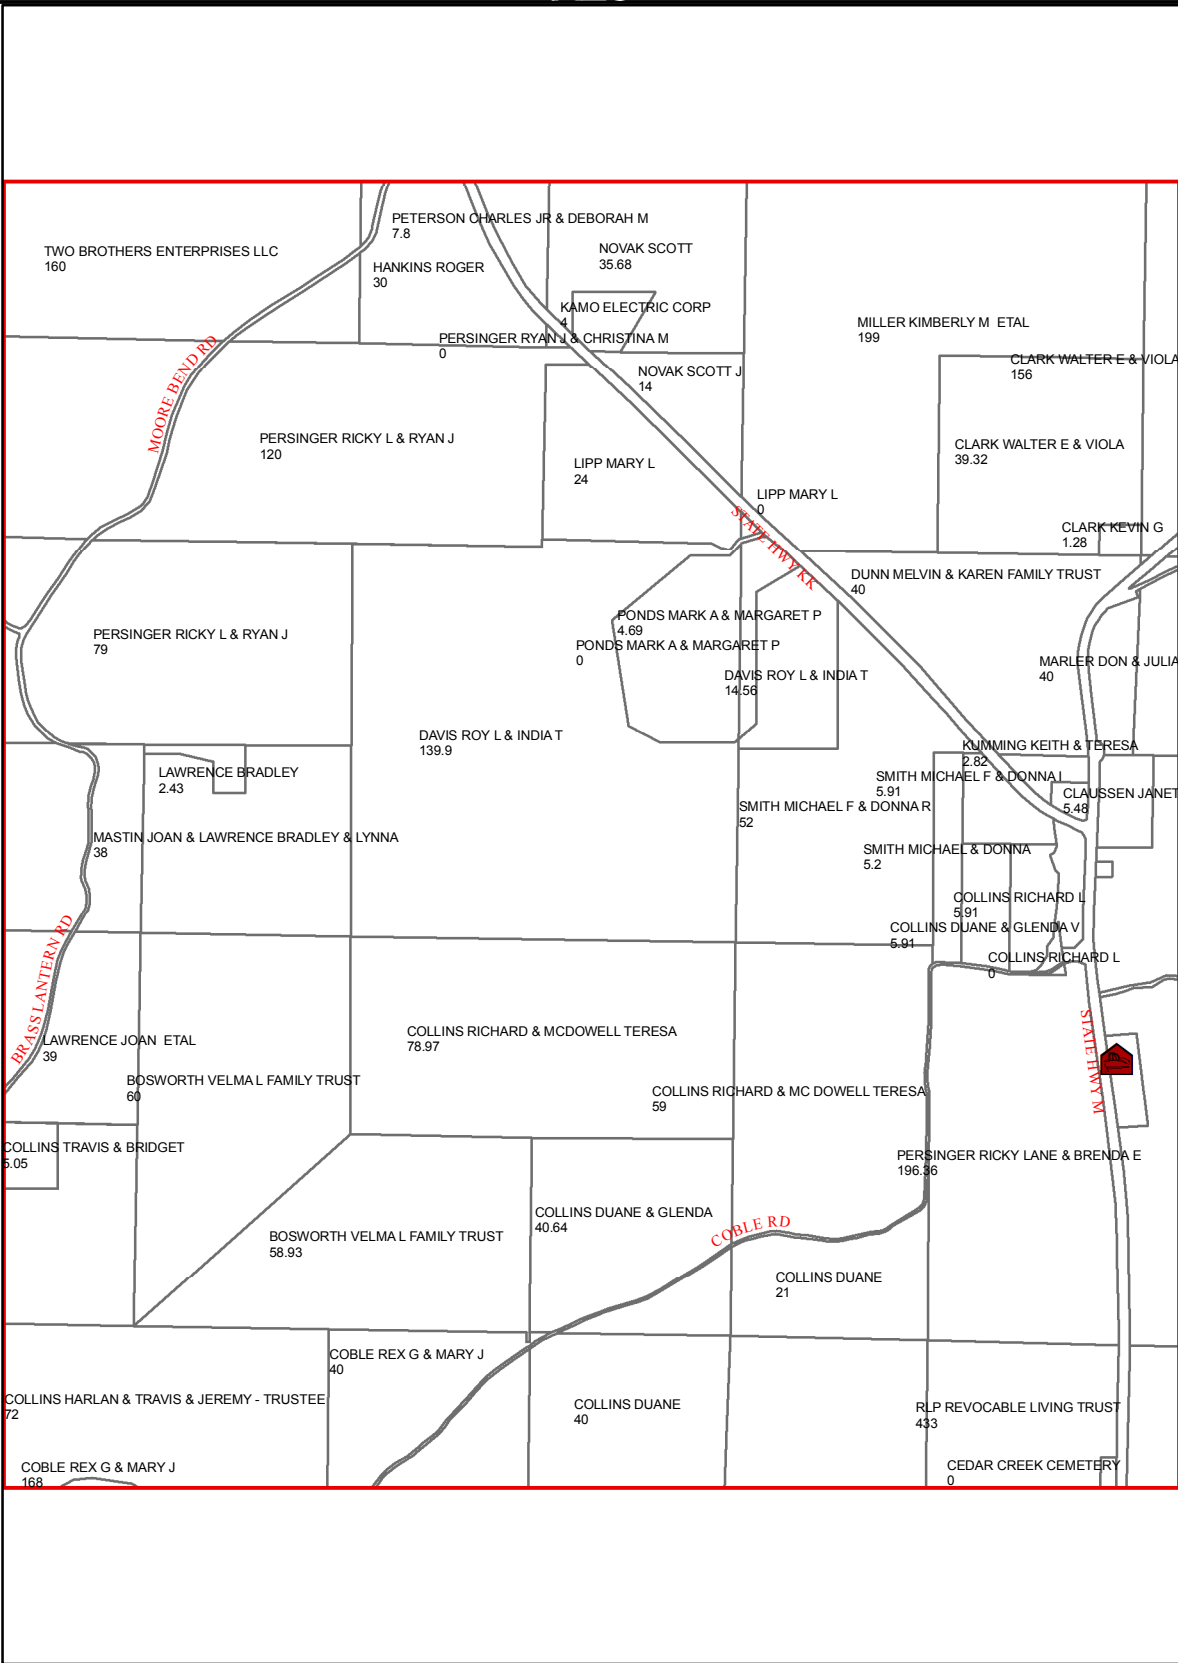 PETERSON CHARLES JR & DEBORAH M
7.8
TWO BROTHERS ENTERPRISES LLC
160
NOVAK SCOTT
35.68
HANKINS ROGER
30
KAMO ELECTRIC CORP
4
PERSINGER RYAN J & CHRISTINA M
0
MILLER KIMBERLY M  ETAL
199
CLARK WALTER E & VIOLA
156
NOVAK SCOTT J
14
MOORE BEND RD
PERSINGER RICKY L & RYAN J
120
CLARK WALTER E & VIOLA
39.32
LIPP MARY L
24
LIPP MARY L
0
STATE HWY KK
CLARK KEVIN G
1.28
DUNN MELVIN & KAREN FAMILY TRUST
40
PONDS MARK A & MARGARET P
4.69
PERSINGER RICKY L & RYAN J
79
PONDS MARK A & MARGARET P
0
MARLER DON & JULIA
40
DAVIS ROY L & INDIA T
14.56
DAVIS ROY L & INDIA T
139.9
KUMMING KEITH & TERESA
2.82
LAWRENCE BRADLEY
2.43
SMITH MICHAEL F & DONNA I
5.91
CLAUSSEN JANET
5.48
SMITH MICHAEL F & DONNA R
52
MASTIN JOAN & LAWRENCE BRADLEY & LYNNA
38
SMITH MICHAEL & DONNA
5.2
COLLINS RICHARD L
5.91
COLLINS DUANE & GLENDA V
5.91
COLLINS RICHARD L
0
BRASS LANTERN RD
COLLINS RICHARD & MCDOWELL TERESA
78.97
LAWRENCE JOAN  ETAL
39
STATE HWY M
BOSWORTH VELMA L FAMILY TRUST
60
COLLINS RICHARD & MC DOWELL TERESA
59
COLLINS TRAVIS & BRIDGET
5.05
PERSINGER RICKY LANE & BRENDA E
196.36
COLLINS DUANE & GLENDA
40.64
COBLE RD
BOSWORTH VELMA L FAMILY TRUST
58.93
COLLINS DUANE
21
COBLE REX G & MARY J
40
COLLINS HARLAN & TRAVIS & JEREMY - TRUSTEE
72
COLLINS DUANE
40
RLP REVOCABLE LIVING TRUST
433
COBLE REX G & MARY J
168
CEDAR CREEK CEMETERY
0